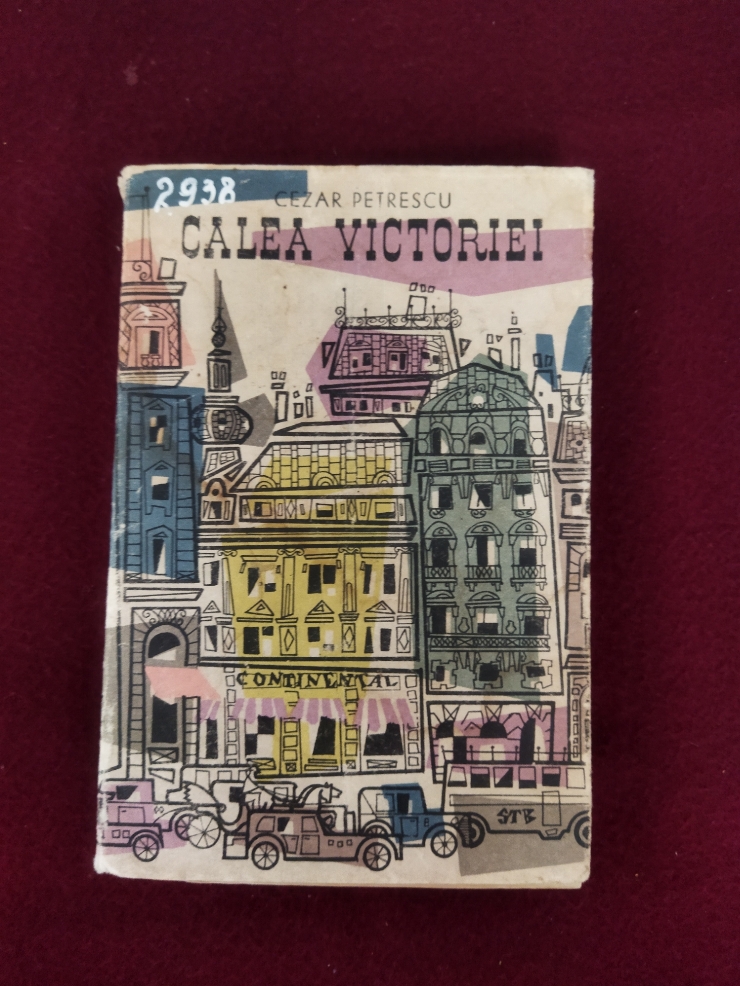 2938
CEZAR PETRESCU
CALEA VICTORIEI
CONTINENTAL
STB